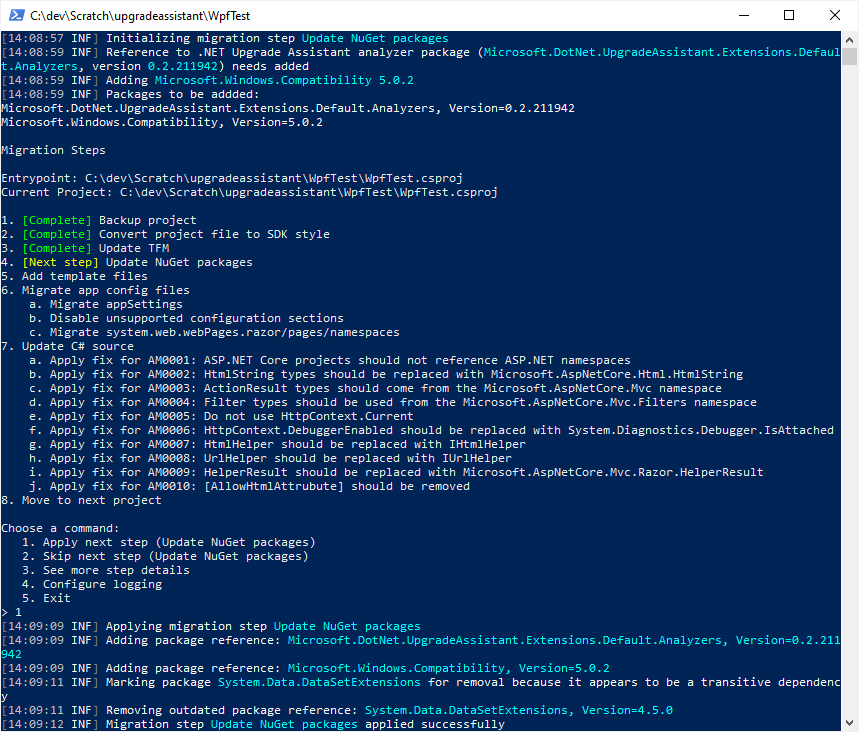 C:\dev\Scratch\upgradeassistant\WpfTest
[14:08:57 INF] Initializing migration step Update NuGet packages
[14:08:59 INF] Reference to .NET Upgrade Assistant analyzer package (Microsoft.DotNet.UpgradeAssistant.Extensions.Defaul
t.Analyzers, version 0.2.211942) needs added
[14:08:59 INF] Adding Microsoft.Windows.Compatibility 5.0.2
[14:08:59 INF] Packages to be addded:
Microsoft.DotNet.UpgradeAssistant.Extensions.Default.Analyzers, Version=0.2.211942
Microsoft.Windows.Compatibility, Version=5.0.2
Migration Steps
Entrypoint: C:\dev\Scratch\upgradeassistant\WpfTest\WpfTest.csproj
Current Project: C:\dev\Scratch\upgradeassistant\WpfTest\WpfTest.csproj
1. [Complete] Backup project
2. [Complete] Convert project file to SDK style
3. [Complete] Update TFM
4. [Next step] Update NuGet packages
5. Add template files
6. Migrate app config files
a. Migrate appSettings
b. Disable unsupported configuration sections
c. Migrate system.web.webPages.razor/pages/namespaces
7. Update C# source
a. Apply fix for AM0001: ASP.NET Core projects should not reference ASP.NET namespaces
b. Apply fix for AM0002: HtmlString types should be replaced with Microsoft.AspNetCore.Html.HtmlString
c. Apply fix for AM0003: ActionResult types should come from the Microsoft.AspNetCore.Mvc namespace
d. Apply fix for AM0004: Filter types should be used from the Microsoft.AspNetCore.Mvc.Filters namespace
e. Apply fix for AM0005: Do not use HttpContext.Current
f. Apply fix for AM0006: HttpContext.DebuggerEnabled should be replaced with System.Diagnostics.Debugger.IsAttached
g. Apply fix for AM0007: HtmlHelper should be replaced with IHtmlHelper
h. Apply fix for AM0008: UrlHelper should be replaced with IUrlHelper
i. Apply fix for AM0009: HelperResult should be replaced with Microsoft.AspNetCore.Mvc.Razor.HelperResult
j. Apply fix for AM0010: [AllowHtmlAttrubute] should be removed
8. Move to next project
Choose a command:
1. Apply next step (Update NuGet packages)
2. Skip next step (Update NuGet packages)
3. See more step details
4. Configure logging
5. Exit
> 1
[14:09:09 INF] Applying migration step Update NuGet packages
[14:09:09 INF] Adding package reference: Microsoft.DotNet.UpgradeAssistant.Extensions.Default.Analyzers, Version=0.2.211
942
[14:09:09 INF] Adding package reference: Microsoft.Windows.Compatibility, Version=5.0.2
[14:09:11 INF] Marking package System.Data.DataSetExtensions for removal because it appears to be a transitive dependenc
y
[14:09:11 INF] Removing outdated package reference: System.Data.DataSetExtensions, Version=4.5.0
[14:09:12 INF] Migration step Update NuGet packages applied successfully